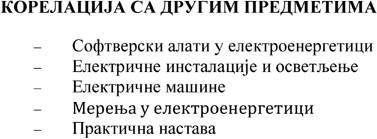 КОРЕЛАЦИЈА СА ДРУГИМ ПРЕДМЕТИМА
– Софтверски алати у електроенергетици
– Електричне инсталације и осветљење
– Електричне машине
– Мерења у електроенергетици
– Практична настава